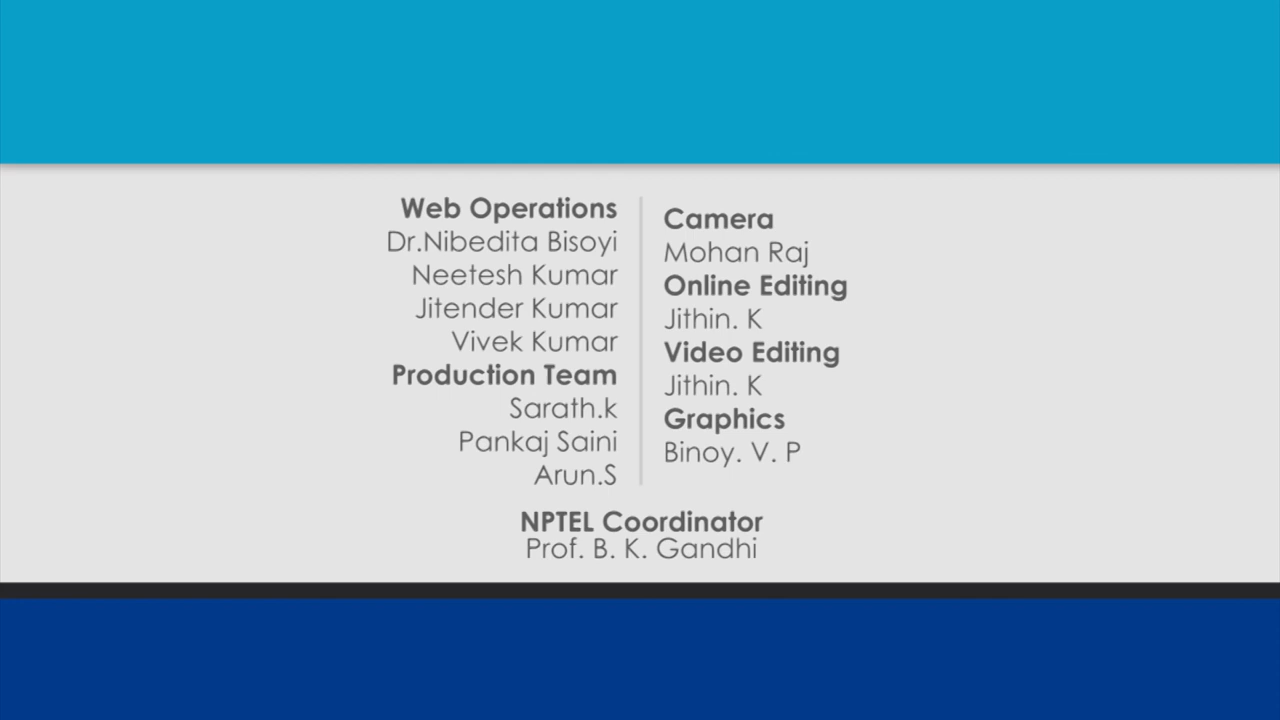 Web Operations
Dr.Nibedita Bisoyi
Neetesh Kumar
Jitender Kumar
Vivek Kumar
Production Team
Sarath.k
Pankaj Saini
Arun.S
Camera
Mohan Raj
Online Editing
Jithin. K
Video Editing
Jithin. K
Graphics
Binoy. V. P
NPTEL Coordinator
Prof. B. K. Gandhi